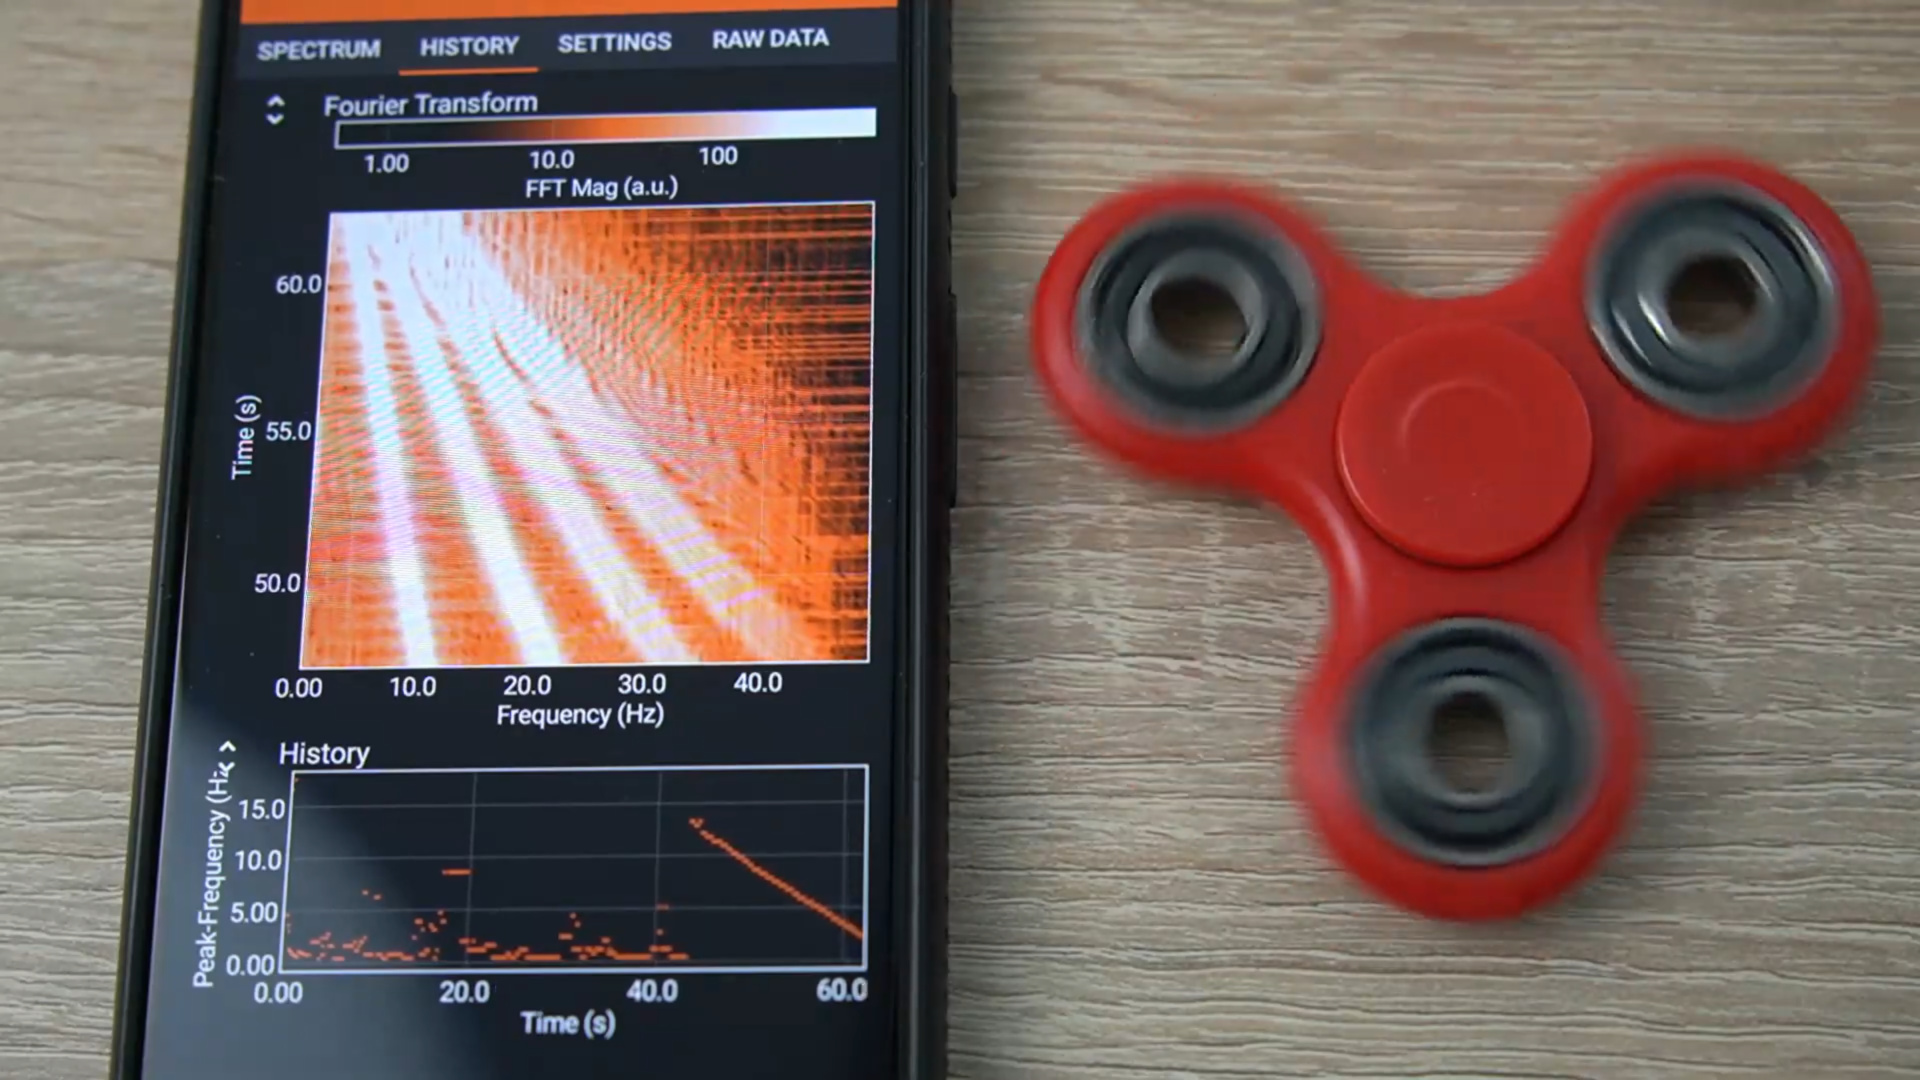 SPECTRUM HISTORY SETTINGS RAW DATA
Fourier Transform
1.00 10.0 100
FFT Mag (a.u.)
60.0
55.0
50.0
Time (s)
0.00 10.0 20.0 30.0 40.0
Frequency (Hz)
History
15.0
10.0
5.00
0.00
Peak-Frequency
0.00 20.0 40.0 60.0
Time (s)